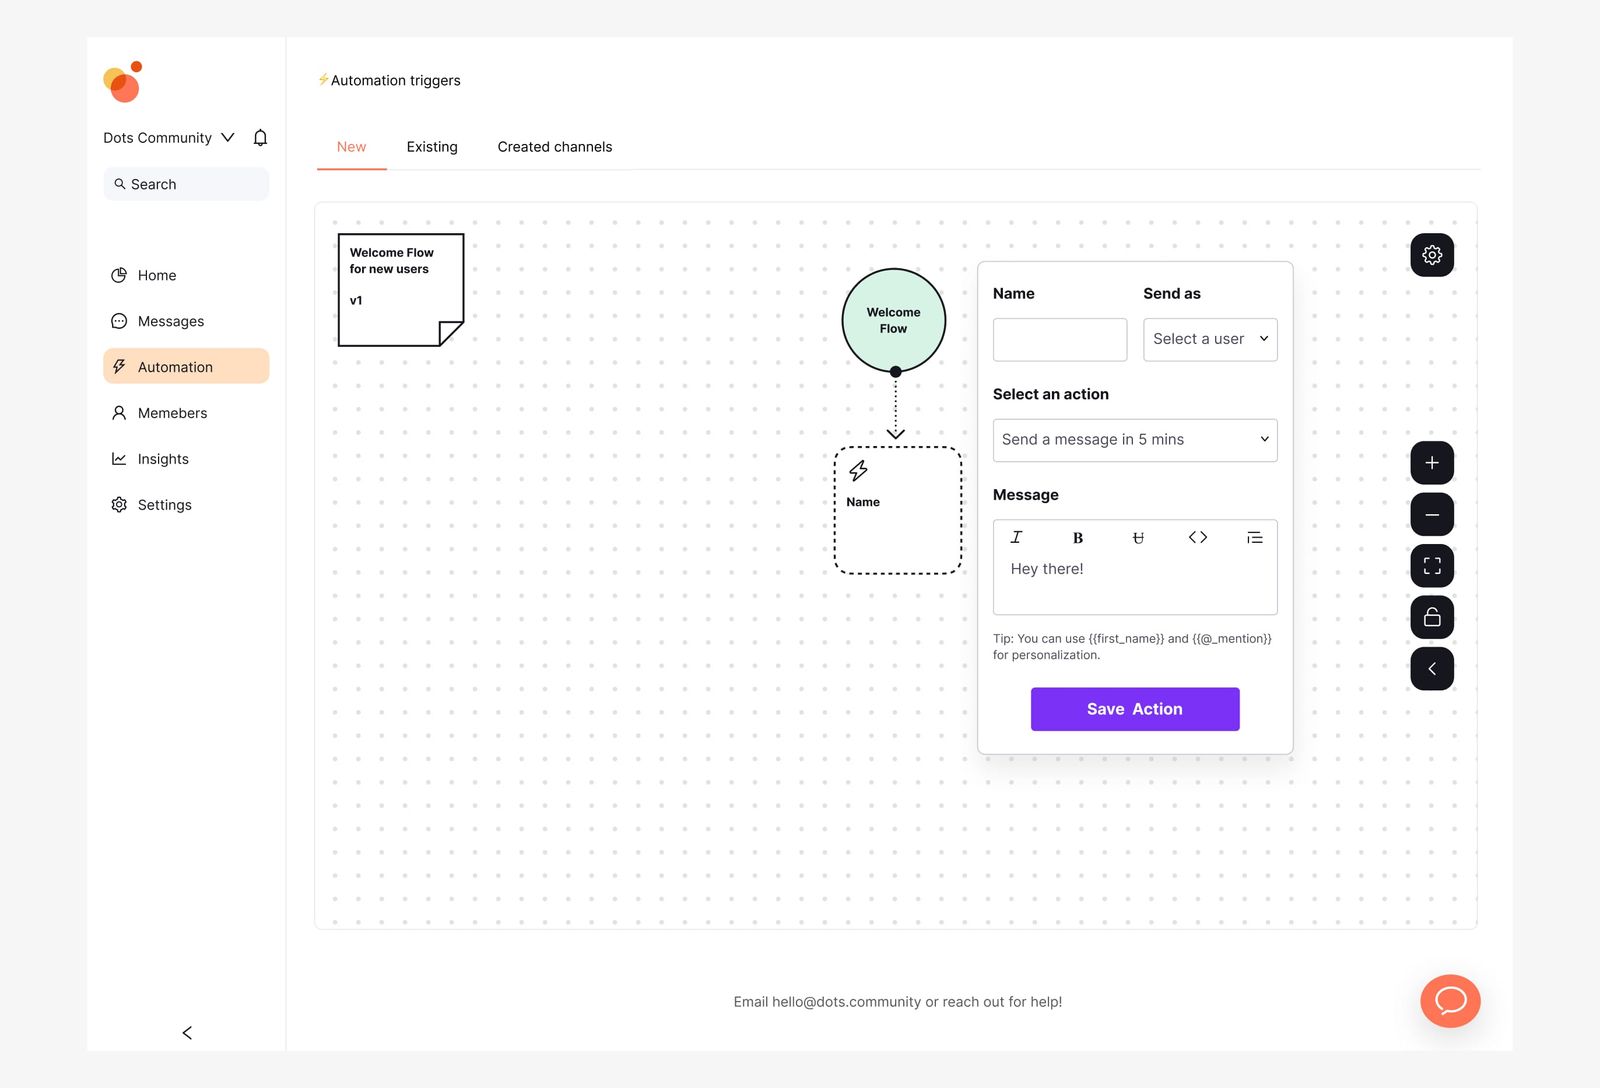 Dots Community
Search
Home
Messages
Automation
Memebers
Insights
Settings
⚡Automation triggers
New
Existing
Created channels
Welcome Flow
for new users
v1
Welcome
Flow
Name
Name
Send as
Select a user
Select an action
Send a message in 5 mins
Message
I B U <>
Hey there!
Tip: You can use {{first_name}} and {{@_mention}}
for personalization.
Save Action
Email hello@dots.community or reach out for help!